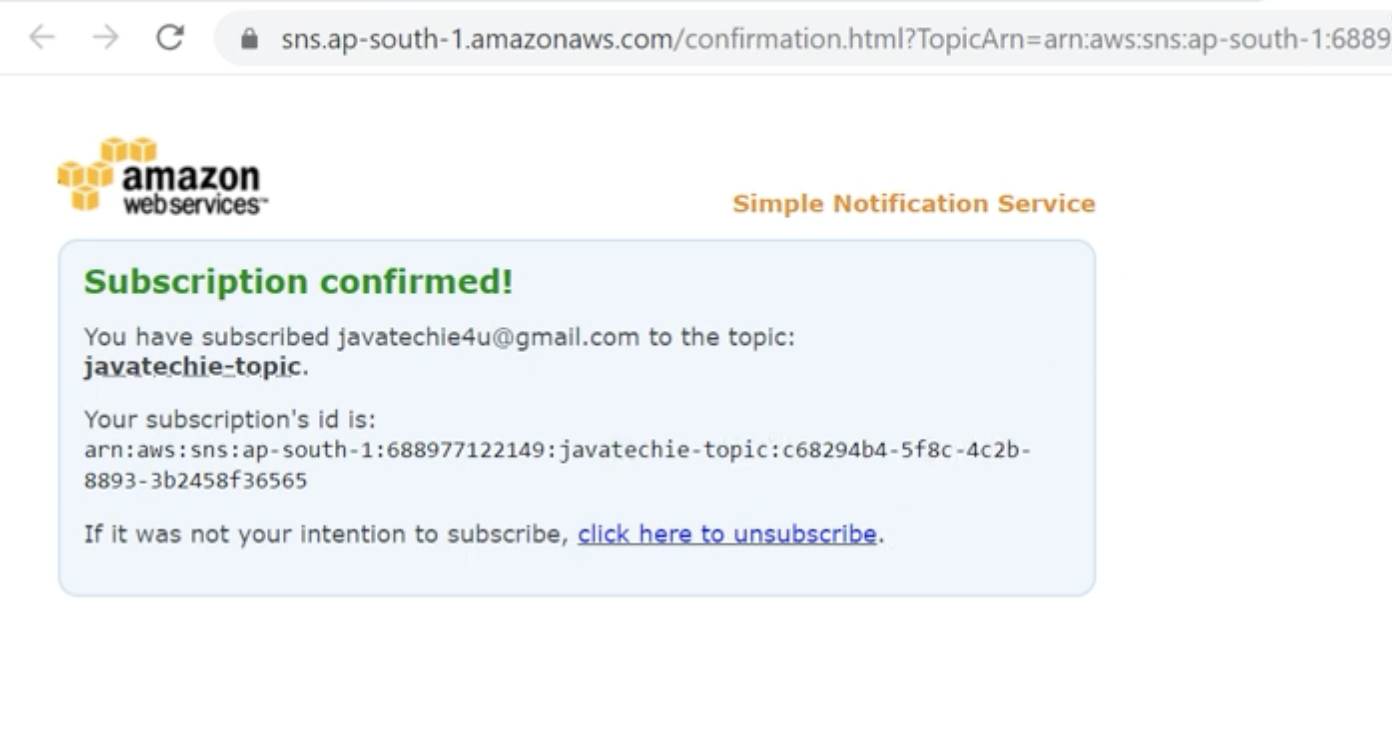 sns.ap-south-1.amazonaws.com/confirmation.html?TopicArn=arn:aws:sns:ap-south-1:6889
amazon
webservices™
Simple Notification Service
Subscription confirmed!
You have subscribed javatechie4u@gmail.com to the topic:
javatechie-topic.
Your subscription's id is:
arn:aws:sns:ap-south-1:688977122149:javatechie-topic:c68294b4-5f8c-4c2b-
8893-3b2458f36565
If it was not your intention to subscribe, click here to unsubscribe.